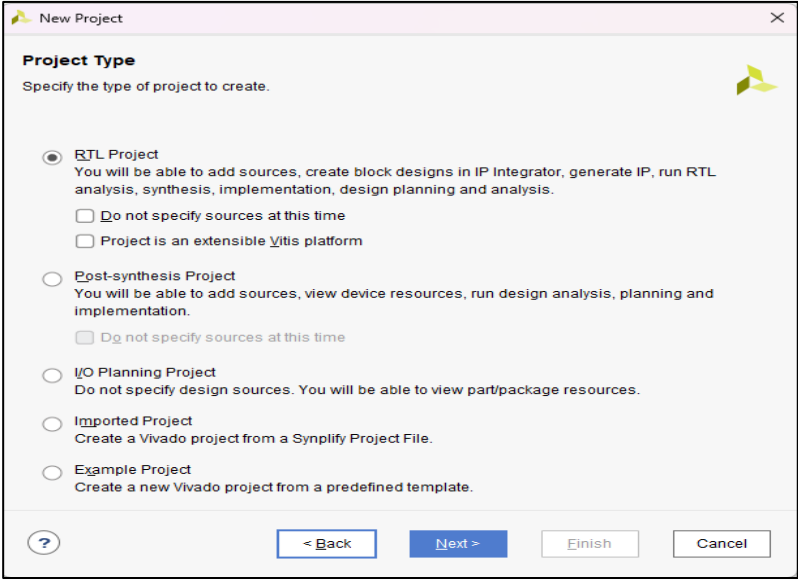 New Project
Project Type
Specify the type of project to create.
RTL Project
You will be able to add sources, create block designs in IP Integrator, generate IP, run RTL
analysis, synthesis, implementation, design planning and analysis.
Do not specify sources at this time
Project is an extensible Vitis platform
Post-synthesis Project
You will be able to add sources, view device resources, run design analysis, planning and
implementation.
Do not specify sources at this time
I/O Planning Project
Do not specify design sources. You will be able to view part/package resources.
Imported Project
Create a Vivado project from a Synplify Project File.
Example Project
Create a new Vivado project from a predefined template.
?
< Back
Next >
Finish
Cancel